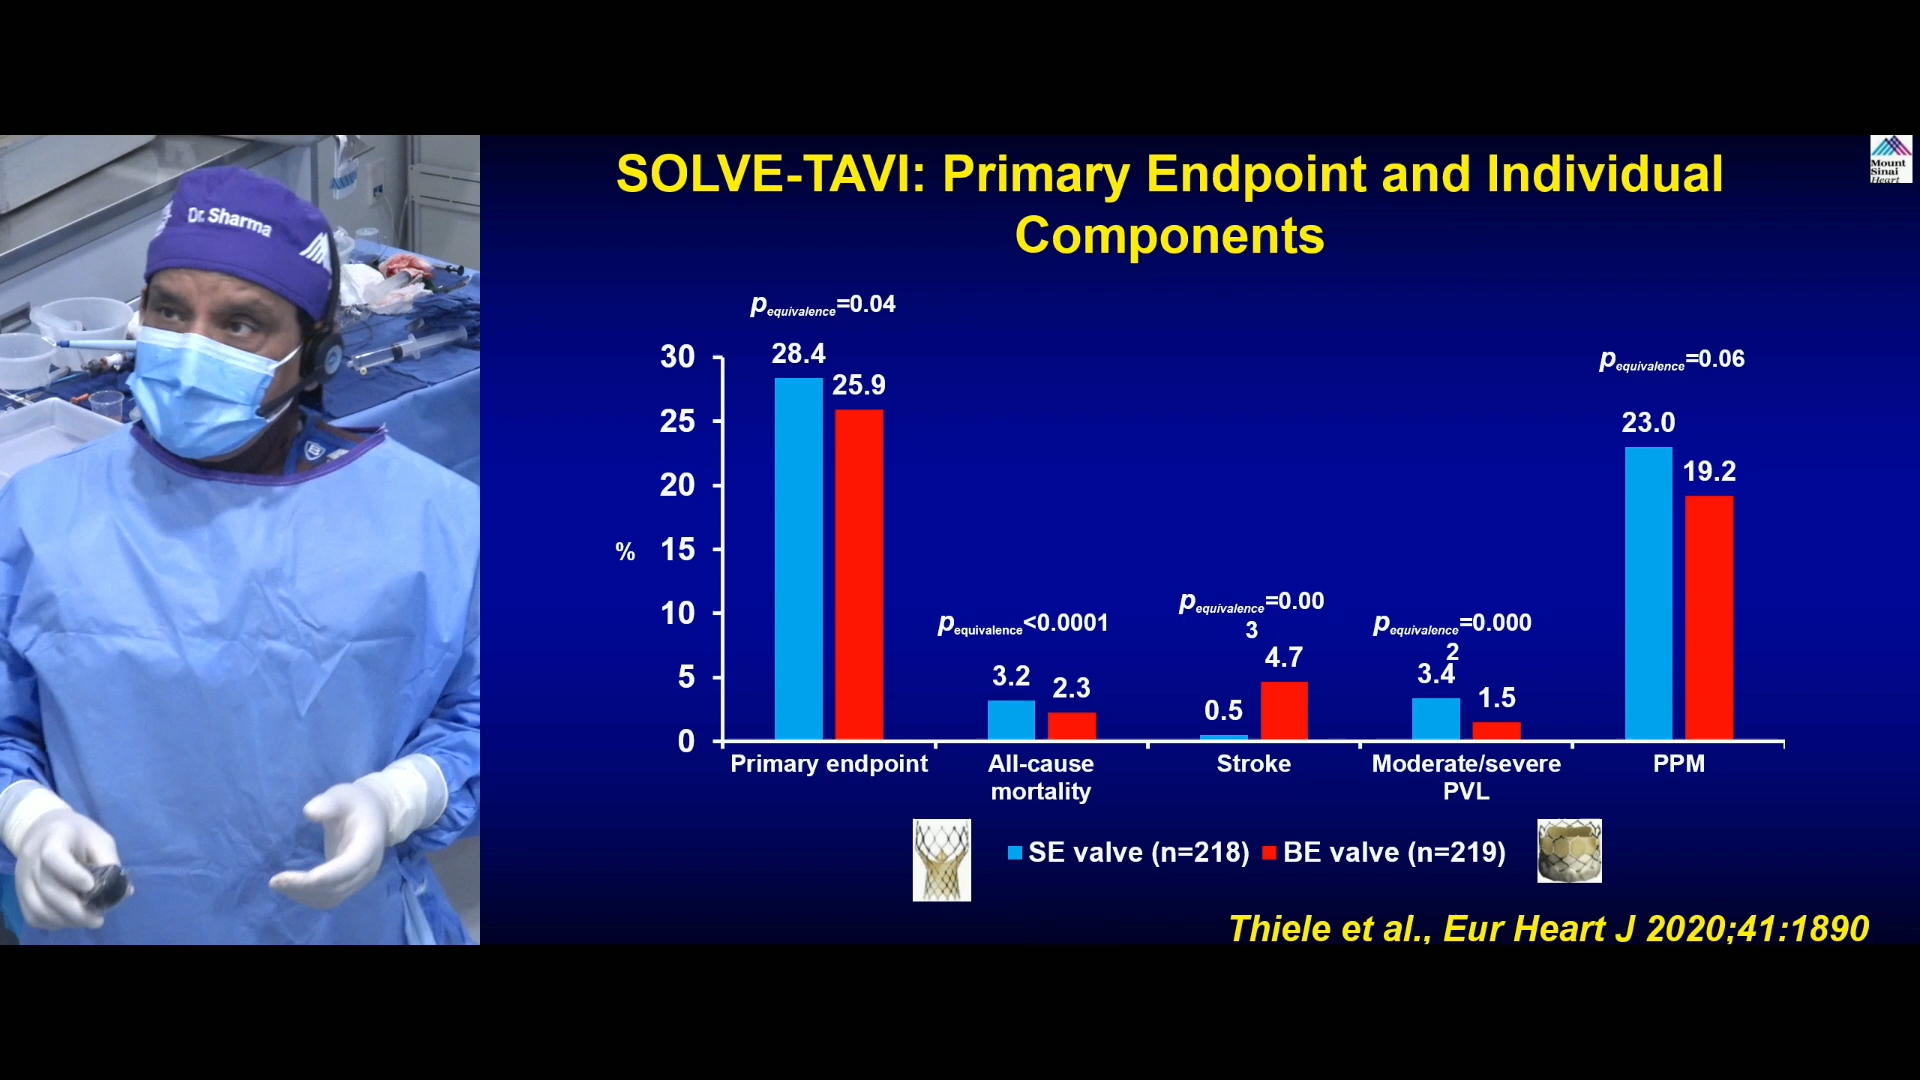 Dr. Sharma
SOLVE-TAVI: Primary Endpoint and Individual
Components
Mount
Sinai
Heart
pequivalence=0.04
pequivalence<0.0001
pequivalence=0.00
3
pequivalence=0.000
2
pequivalence=0.06
28.4
25.9
3.2
2.3
0.5
4.7
3.4
1.5
23.0
19.2
%
30
25
20
15
10
5
0
Primary endpoint
All-cause
mortality
Stroke
Moderate/severe
PVL
PPM
SE valve (n=218)
BE valve (n=219)
Thiele et al., Eur Heart J 2020;41:1890